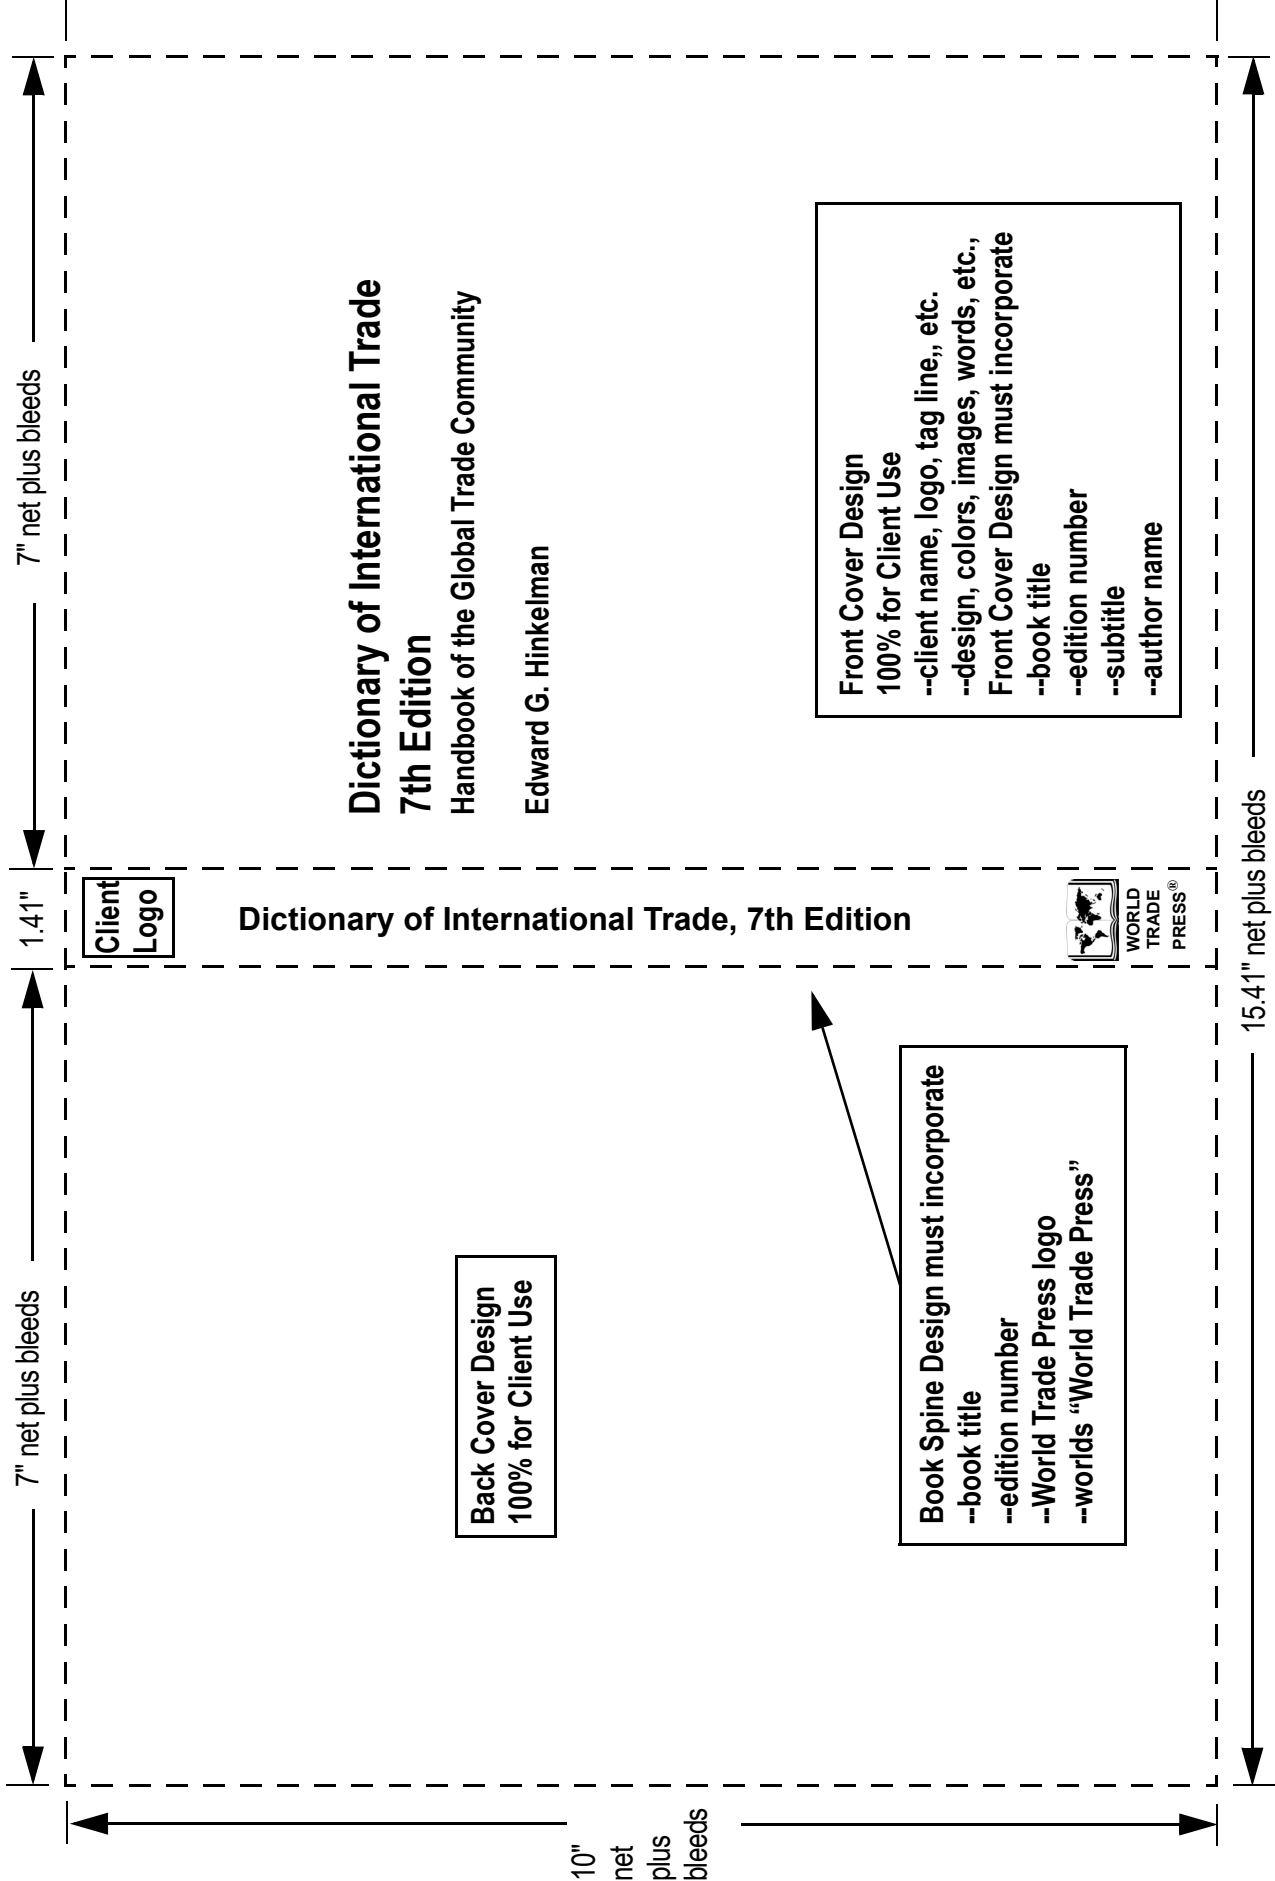 7" net plus bleeds
1.41"
7" net plus bleeds
10"
net
plus
bleeds
Back Cover Design
100% for Client Use
Book Spine Design must incorporate
--book title
--edition number
--World Trade Press logo
--worlds “World Trade Press”
Client
Logo
Dictionary of International Trade, 7th Edition
WORLD
TRADE
PRESS®
Dictionary of International Trade
7th Edition
Handbook of the Global Trade Community
Edward G. Hinkelman
Front Cover Design
100% for Client Use
--client name, logo, tag line,, etc.
--design, colors, images, words, etc.,
Front Cover Design must incorporate
--book title
--edition number
--subtitle
--author name
15.41" net plus bleeds